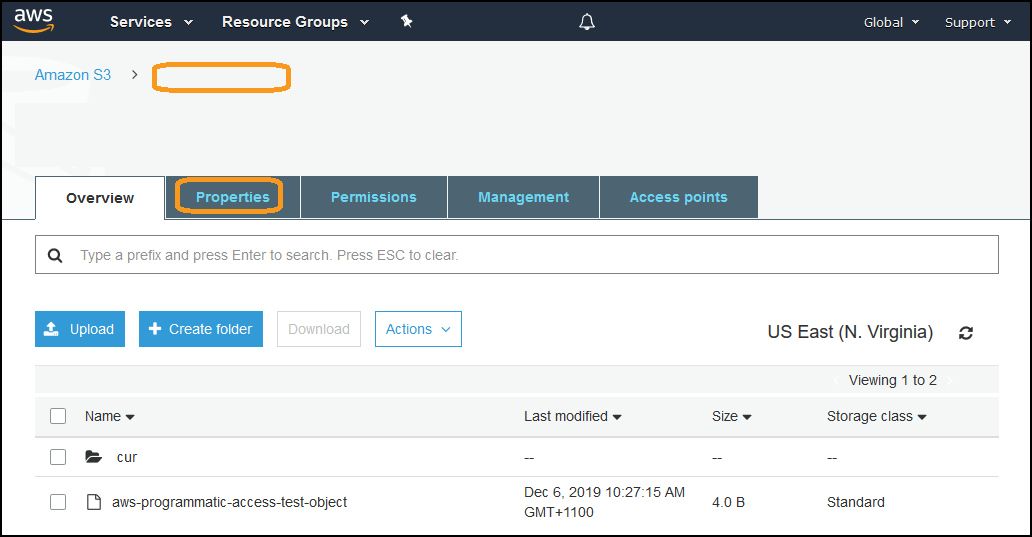 aws Services Resource Groups Global Support
Amazon S3 >
Overview Properties Permissions Management Access points
Type a prefix and press Enter to search. Press ESC to clear.
Upload Create folder Download Actions US East (N. Virginia)
Viewing 1 to 2
Name Last modified Size Storage class
cur -- -- --
aws-programmatic-access-test-object Dec 6, 2019 10:27:15 AM 4.0 B Standard
GMT+1100